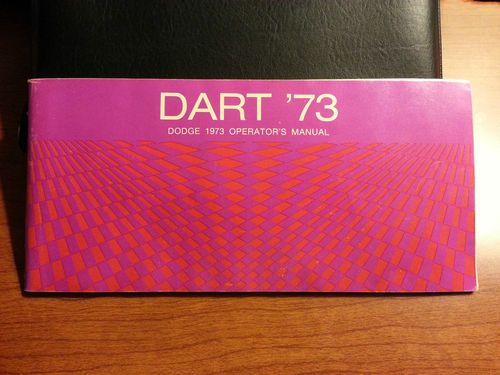 DART '73
DODGE 1973 OPERATOR'S MANUAL